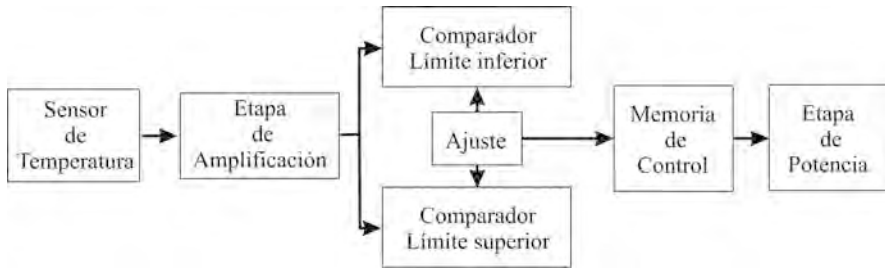 Sensor
de
Temperatura
Etapa
de
Amplificación
Comparador
Límite inferior
Ajuste
Comparador
Límite superior
Memoria
de
Control
Etapa
de
Potencia